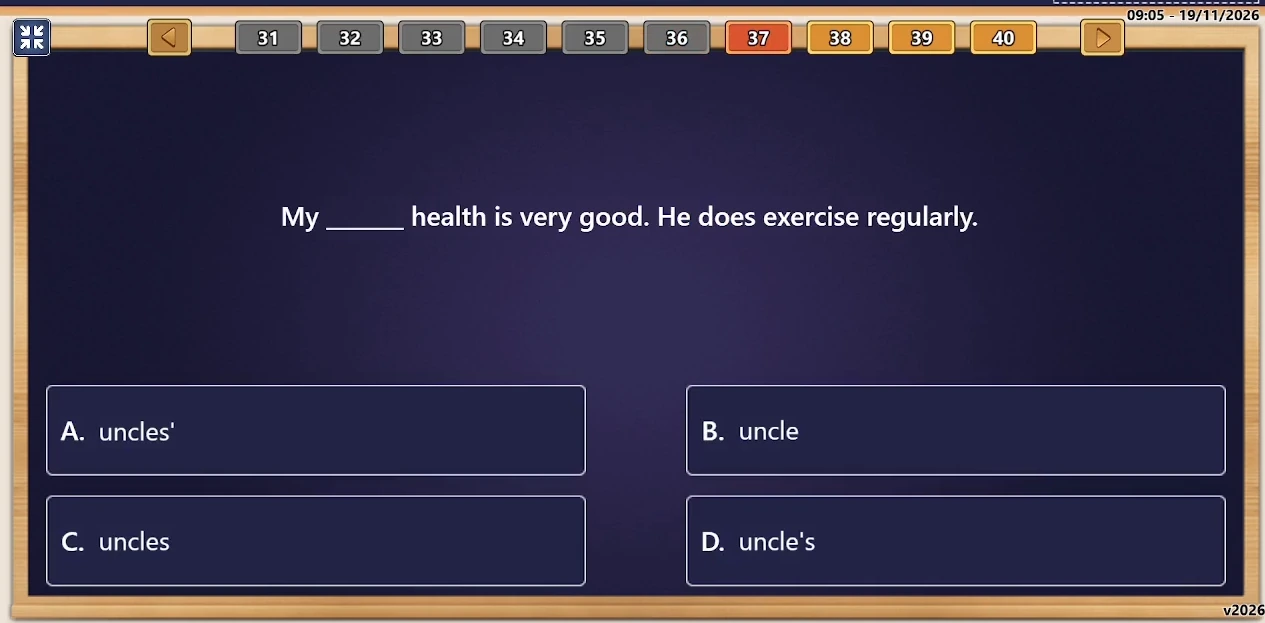 09:05 - 19/11/2026
31 32 33 34 35 36 37 38 39 40
My ______ health is very good. He does exercise regularly.
A. uncles'
B. uncle
C. uncles
D. uncle's
v2026